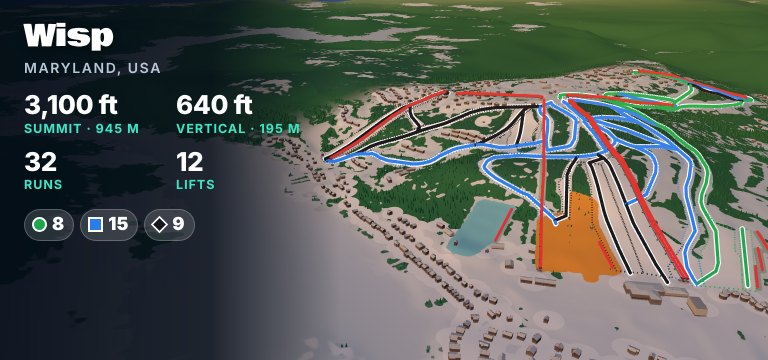 Wisp
MARYLAND, USA
3,100 ft 640 ft
SUMMIT · 945 M VERTICAL · 195 M
32 12
RUNS LIFTS
8 15 9